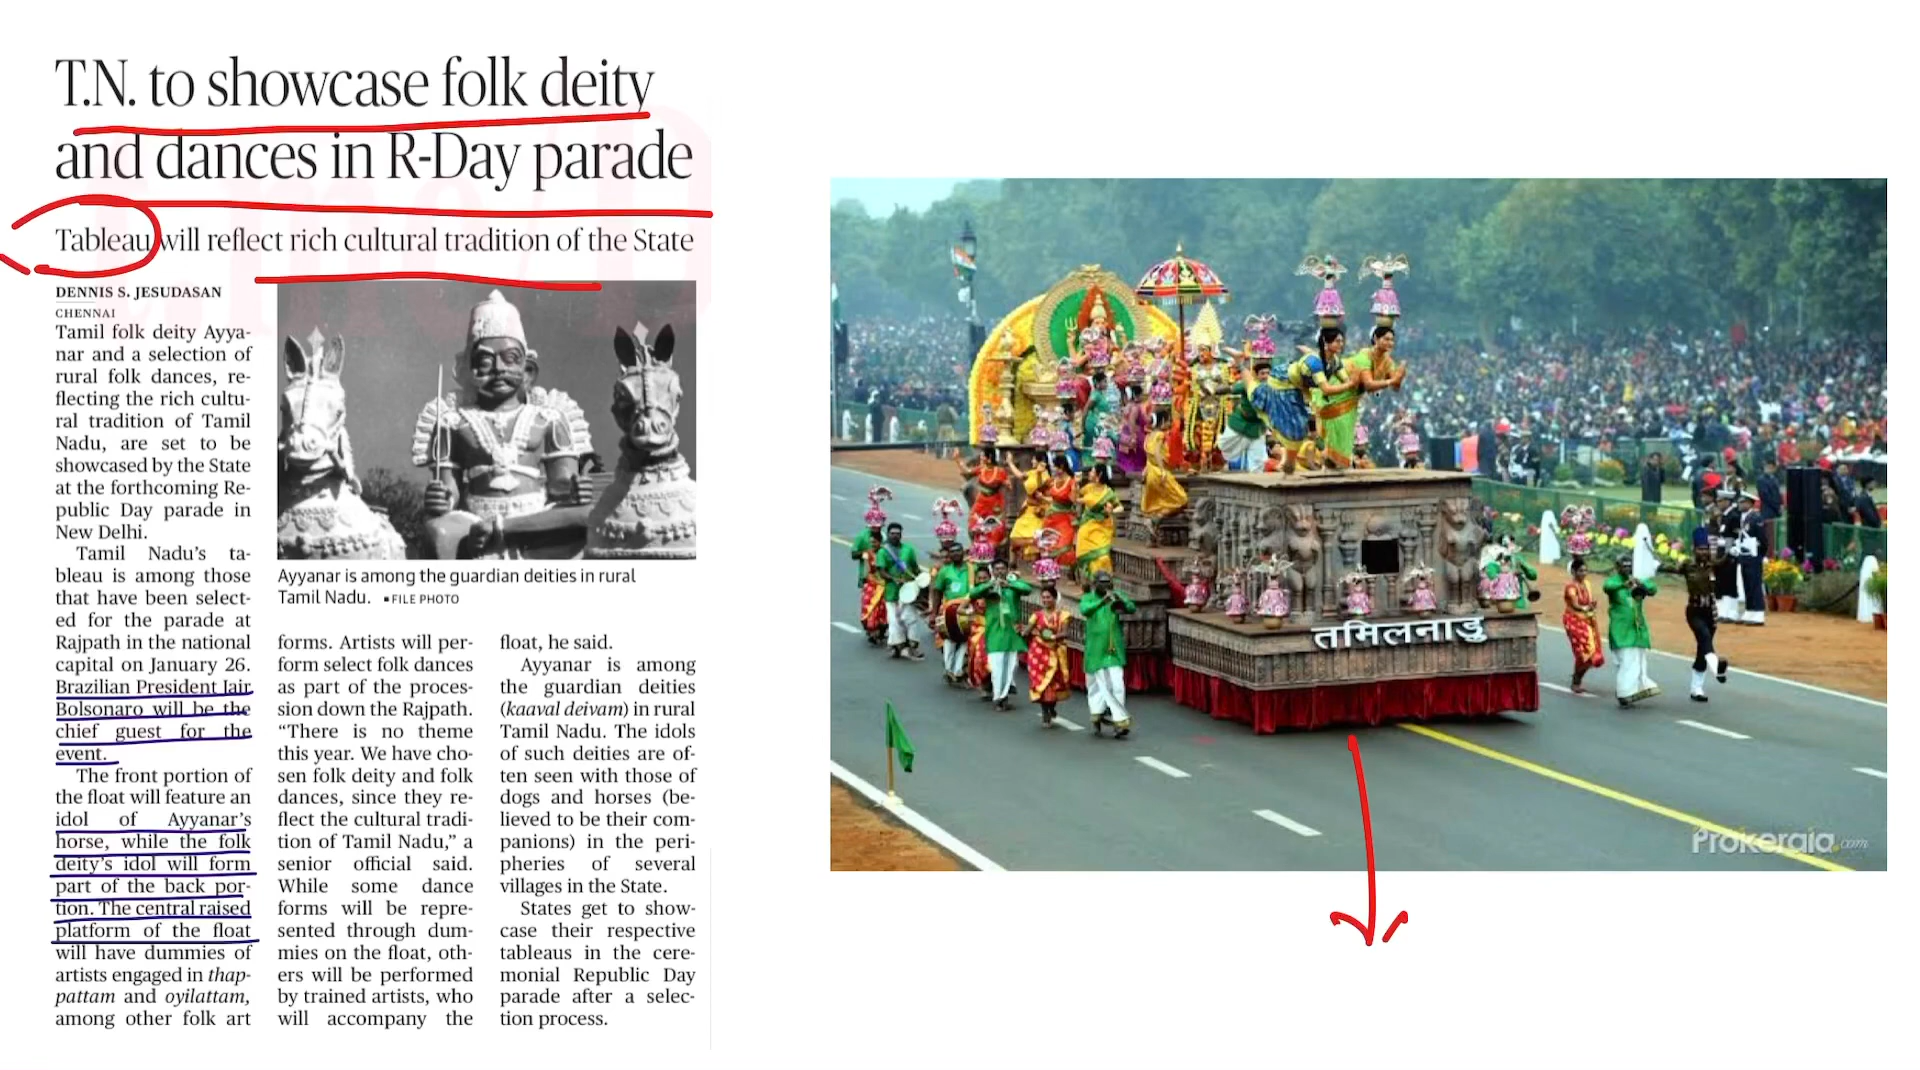 T.N. to showcase folk deity
and dances in R-Day parade
Tableau will reflect rich cultural tradition of the State
DENNIS S. JESUDASAN
CHENNAI
Tamil folk deity Ayya-
nar and a selection of
rural folk dances, re-
flecting the rich cultu-
ral tradition of Tamil
Nadu, are set to be
showcased by the State
at the forthcoming Re-
public Day parade in
New Delhi.
Tamil Nadu's ta-
bleau is among those
that have been select-
ed for the parade at
Rajpath in the national
capital on January 26.
Brazilian President Jair
Bolsonaro will be the
chief guest for the
event.
The front portion of
the float will feature an
idol of Ayyanar's
horse, while the folk
deity's idol will form
part of the back por-
tion. The central raised
platform of the float
will have dummies of
artists engaged in thap-
pattam and oyilattam,
among other folk art
Ayyanar is among the guardian deities in rural
Tamil Nadu. ▪FILE PHOTO
forms. Artists will per-
form select folk dances
as part of the proces-
sion down the Rajpath.
“There is no theme
this year. We have cho-
sen folk deity and folk
dances, since they re-
flect the cultural tradi-
tion of Tamil Nadu,” a
senior official said.
While some dance
forms will be repre-
sented through dum-
mies on the float, oth-
ers will be performed
by trained artists, who
will accompany the
float, he said.
Ayyanar is among
the guardian deities
(kaaval deivam) in rural
Tamil Nadu. The idols
of such deities are of-
ten seen with those of
dogs and horses (be-
lieved to be their com-
panions) in the peri-
pheries of several
villages in the State.
States get to show-
case their respective
tableaus in the cere-
monial Republic Day
parade after a selec-
tion process.
तमिलनाडु
Prokerala.com